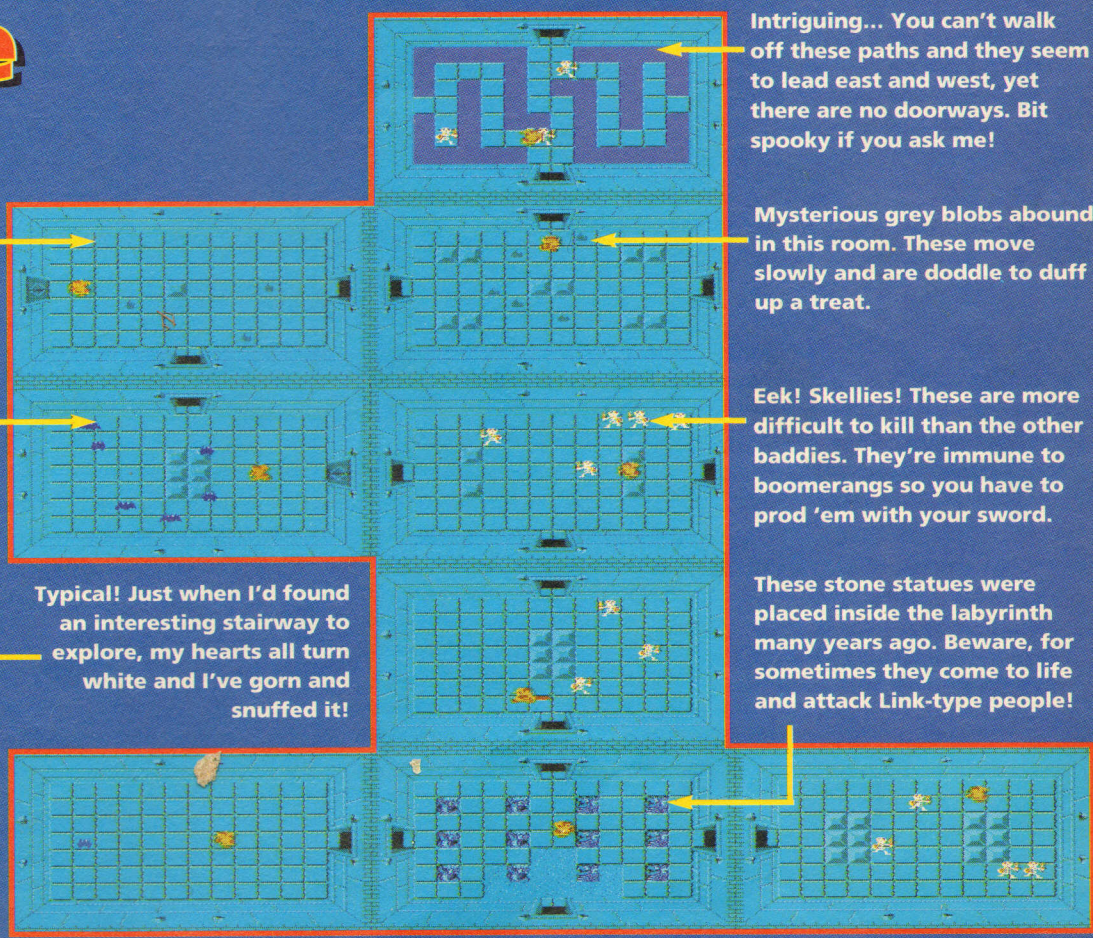 Intriguing... You can't walk
off these paths and they seem
to lead east and west, yet
there are no doorways. Bit
spooky if you ask me!
Mysterious grey blobs abound
in this room. These move
slowly and are doddle to duff
up a treat.
Eek! Skellies! These are more
difficult to kill than the other
baddies. They're immune to
boomerangs so you have to
prod 'em with your sword.
Typical! Just when I'd found
an interesting stairway to
explore, my hearts all turn
white and I've gorn and
snuffed it!
These stone statues were
placed inside the labyrinth
many years ago. Beware, for
sometimes they come to life
and attack Link-type people!